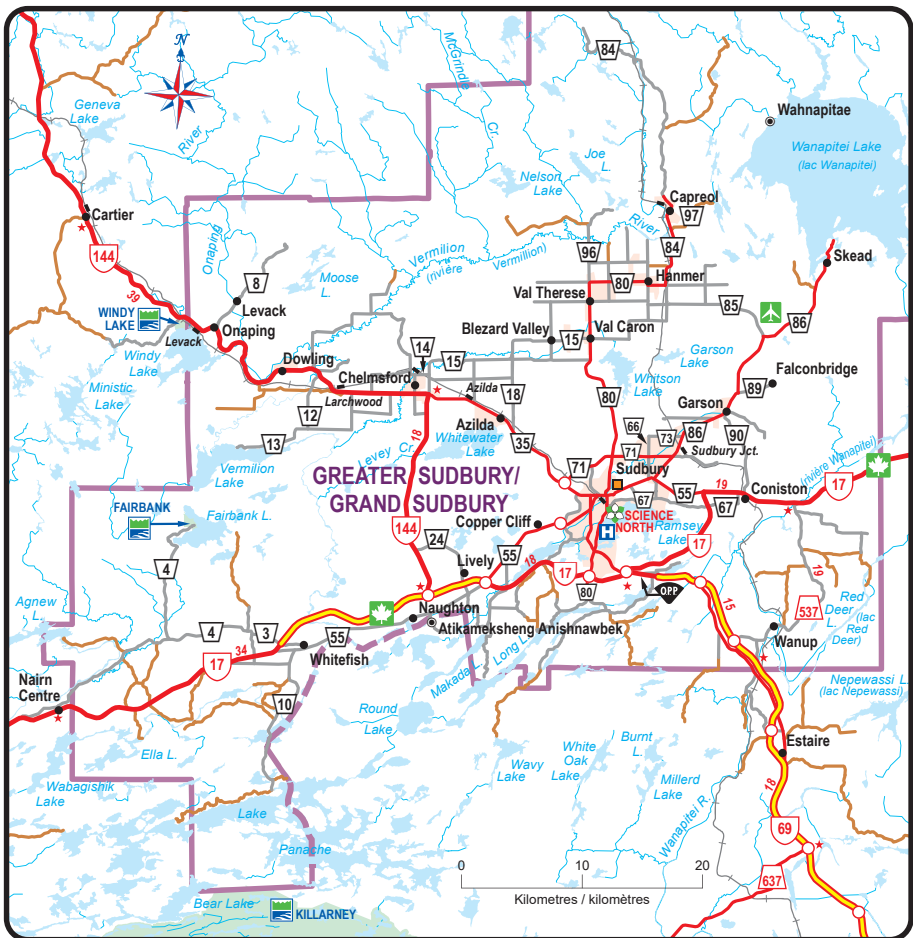 84
N
McGrindle
Cr.
Geneva
Lake
River
Wahnapitae
Wanapitei Lake
(lac Wanapitei)
Joe
L.
Nelson
Lake
Capreol
97
Cartier
River
144
Onaping
Vermilion
(rivière Vermillion)
96
84
Skead
8
Moose
L.
80
Hanmer
39
Levack
Val Therese
85
WINDY
LAKE
Onaping
Levack
Blezard Valley
15
Val Caron
86
14
15
Garson
Lake
Windy
Lake
Dowling
Chelmsford
Azilda
Whitson
Lake
Falconbridge
Ministic
Lake
Larchwood
18
80
89
12
Azilda
Garson
66
73
86
90
13
18
Levey Cr.
Whitewater
Lake
35
71
Sudbury Jct.
Vermilion
Lake
GREATER SUDBURY/
GRAND SUDBURY
71
Sudbury
(rivière Wanapitei)
17
19
Coniston
55
67
67
FAIRBANK
Fairbank L.
144
Copper Cliff
SCIENCE
NORTH
H
Ramsey
Lake
17
24
55
18
4
Lively
17
19
80
OPP
15
537
Red
Deer
L.
(lac
Red
Deer)
Agnew
L.
Naughton
Atikameksheng Anishnawbek
4
3
55
34
17
Whitefish
Wanup
Long L.
Makada
Nairn
Centre
10
Nepewassi L.
(lac Nepewassi)
Round
Lake
Ella L.
Wavy
Lake
White
Oak
Lake
Burnt
L.
Estaire
Wabagishik
Lake
Millerd
Lake
18
Lake
Wanapitei R.
69
Panache
0
10
20
637
Kilometres / kilomètres
Bear Lake
KILLARNEY